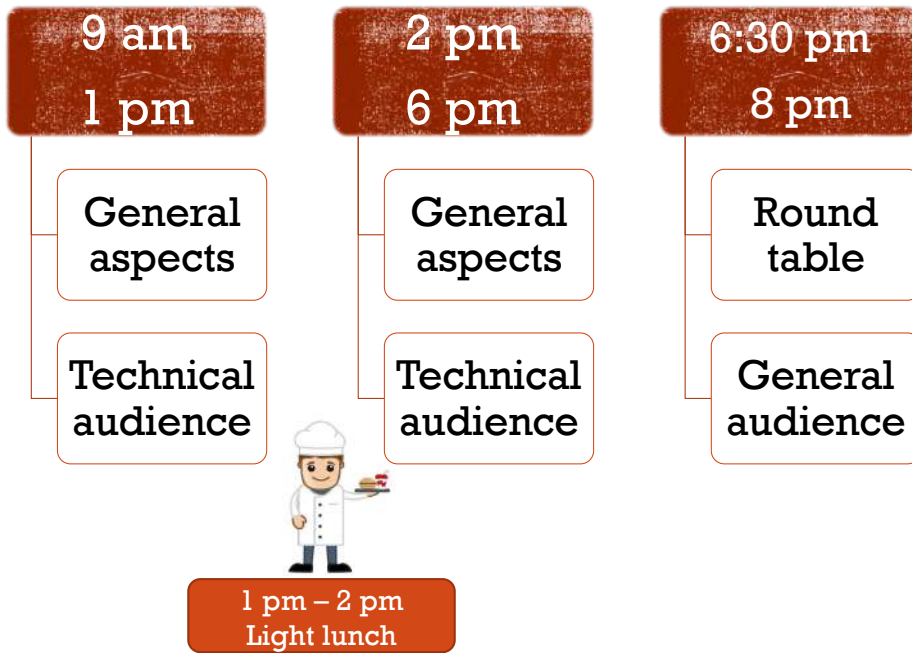 9 am
1 pm
General
aspects
Technical
audience
2 pm
6 pm
General
aspects
Technical
audience
6:30 pm
8 pm
Round
table
General
audience
1 pm – 2 pm
Light lunch